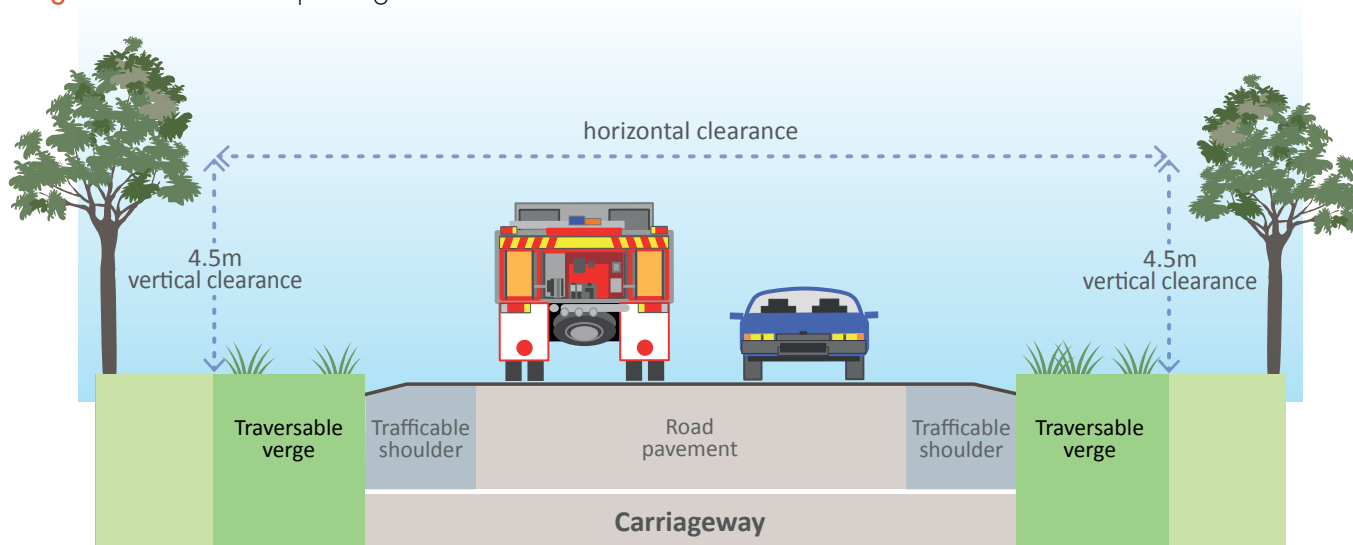 horizontal clearance
4.5m
vertical clearance
4.5m
vertical clearance
Traversable
verge
Trafficable
shoulder
Road
pavement
Trafficable
shoulder
Traversable
verge
Carriageway